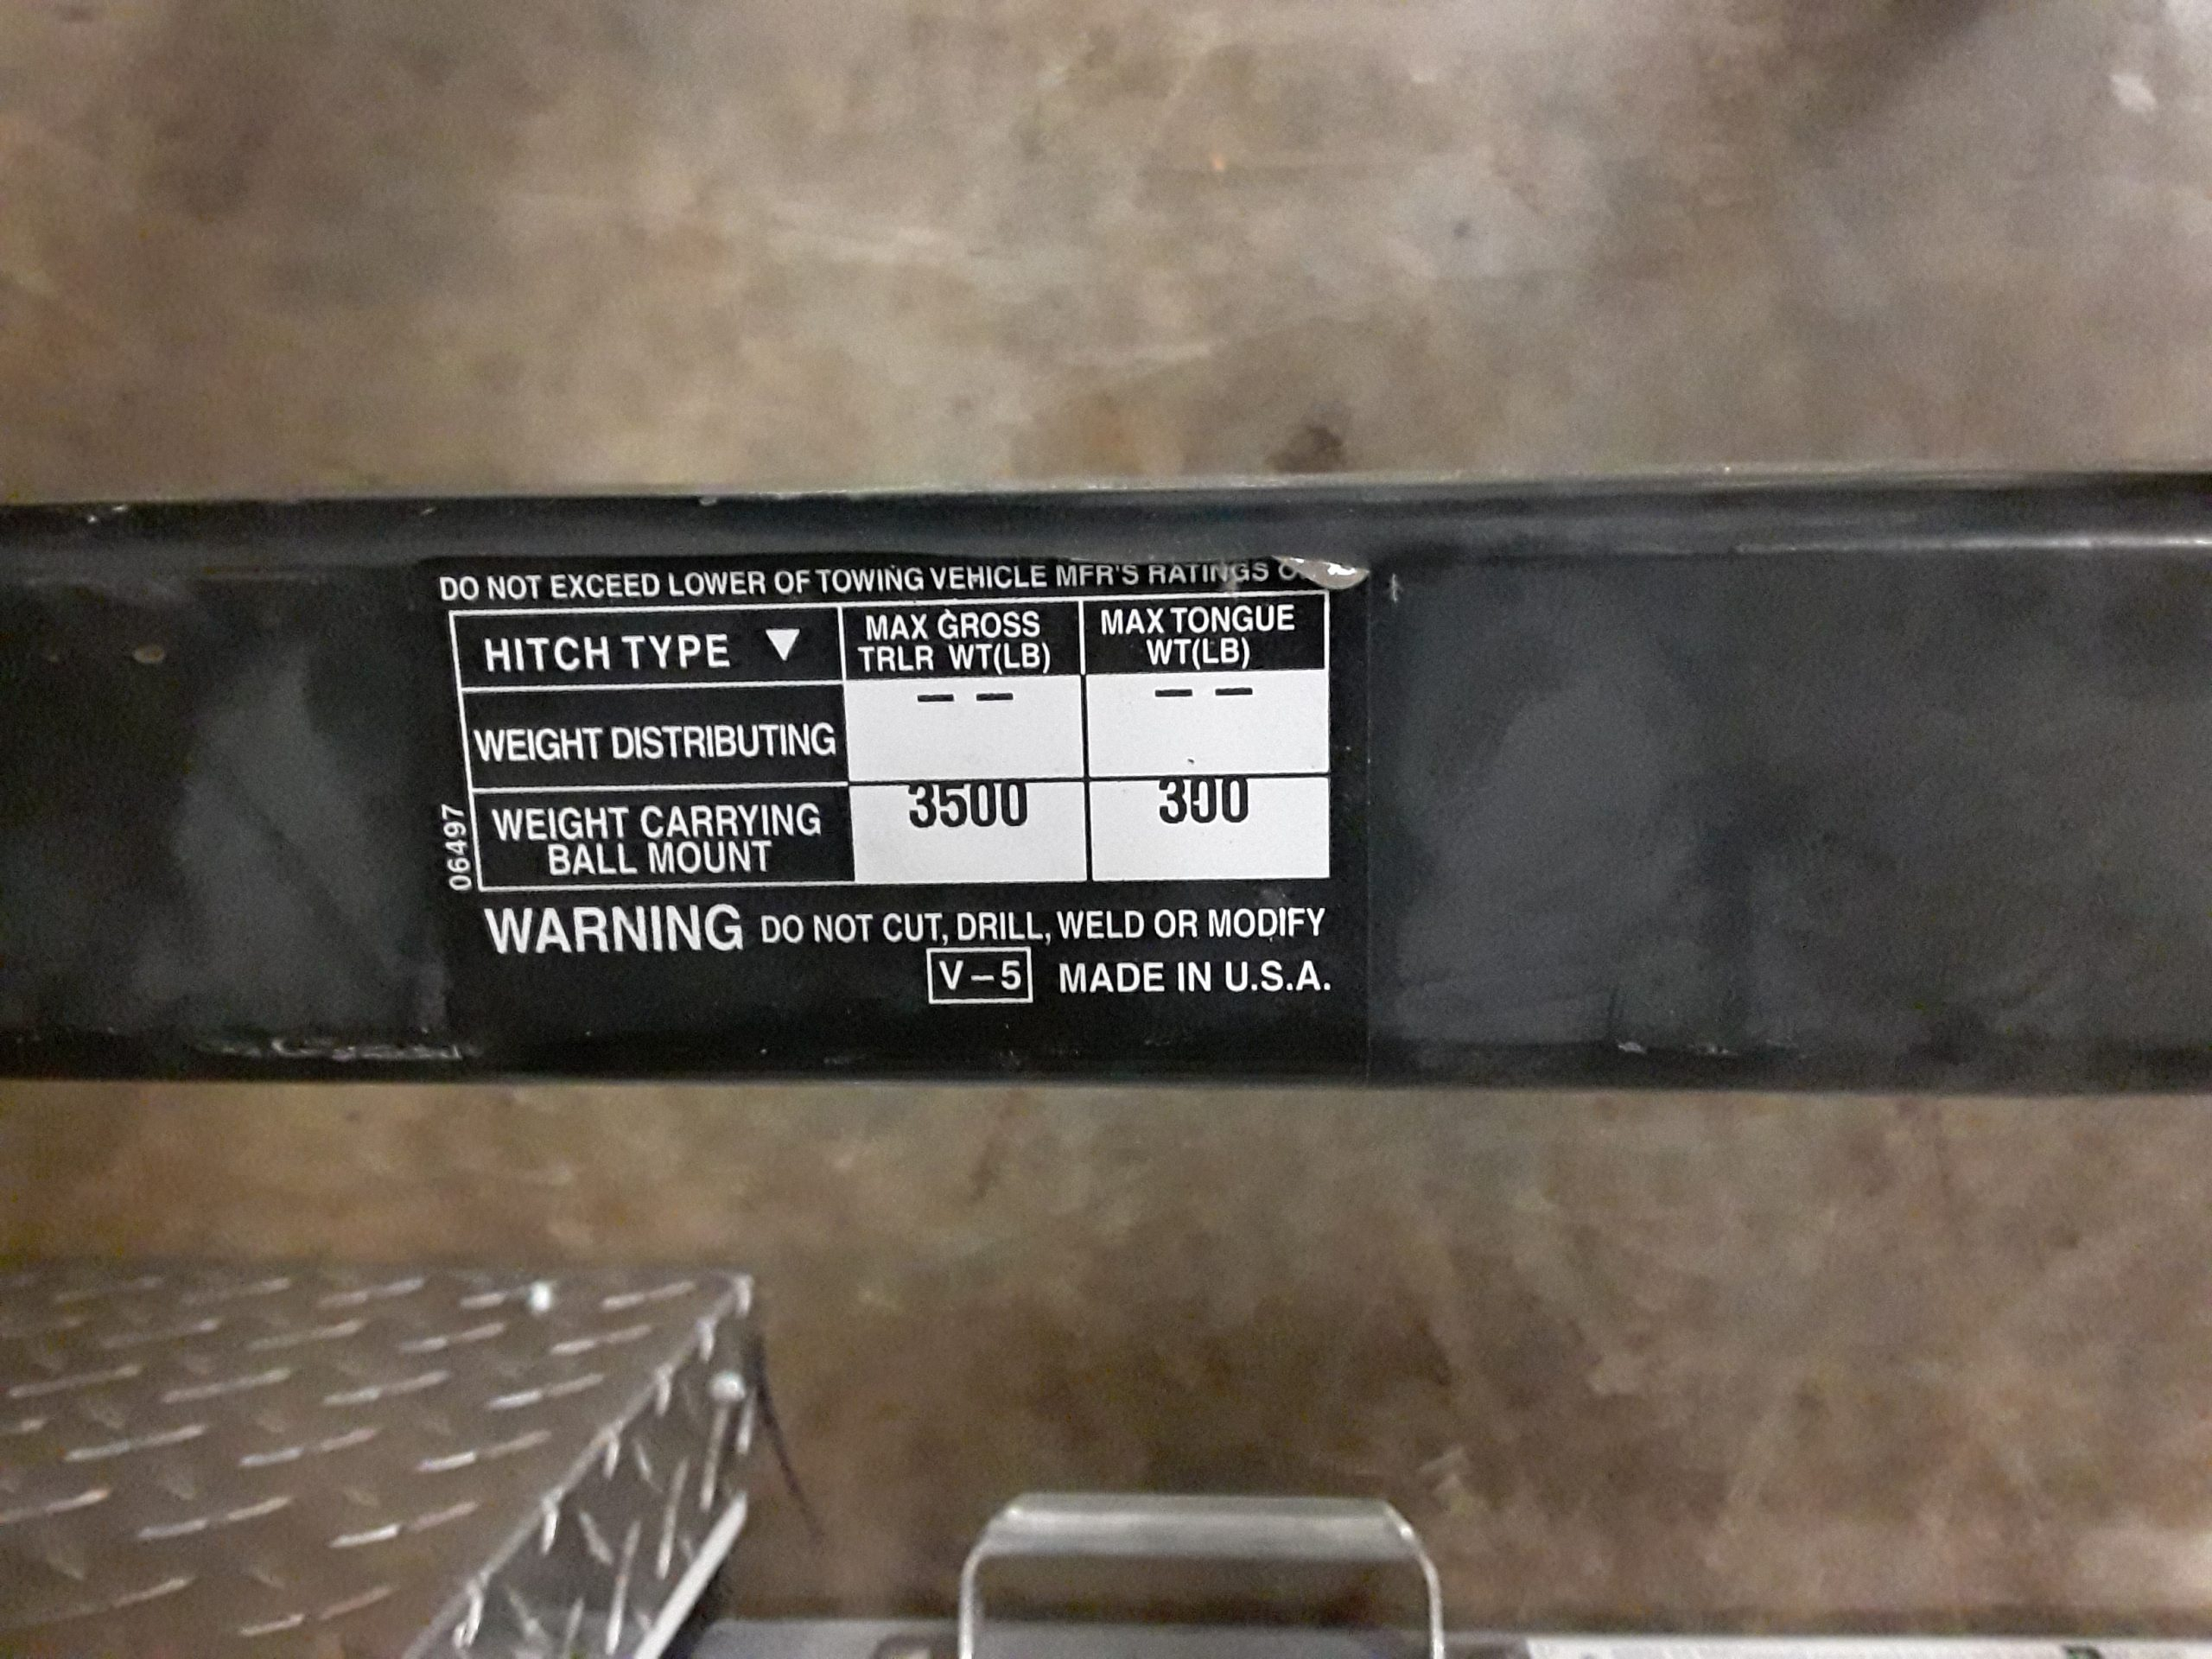 DO NOT EXCEED LOWER OF TOWING VEHICLE MFR'S RATINGS
HITCH TYPE ▼ MAX GROSS TRLR WT(LB) MAX TONGUE WT(LB)
WEIGHT DISTRIBUTING -- --
WEIGHT CARRYING BALL MOUNT 3500 300
06497
WARNING DO NOT CUT, DRILL, WELD OR MODIFY
V-5 MADE IN U.S.A.